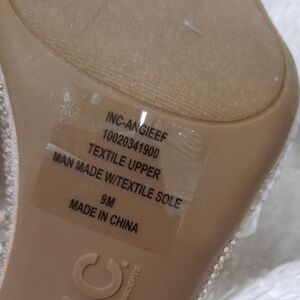 INC-ANGIEEF
10020341900
TEXTILE UPPER
MAN MADE W/TEXTILE SOLE
9M
MADE IN CHINA
.C.